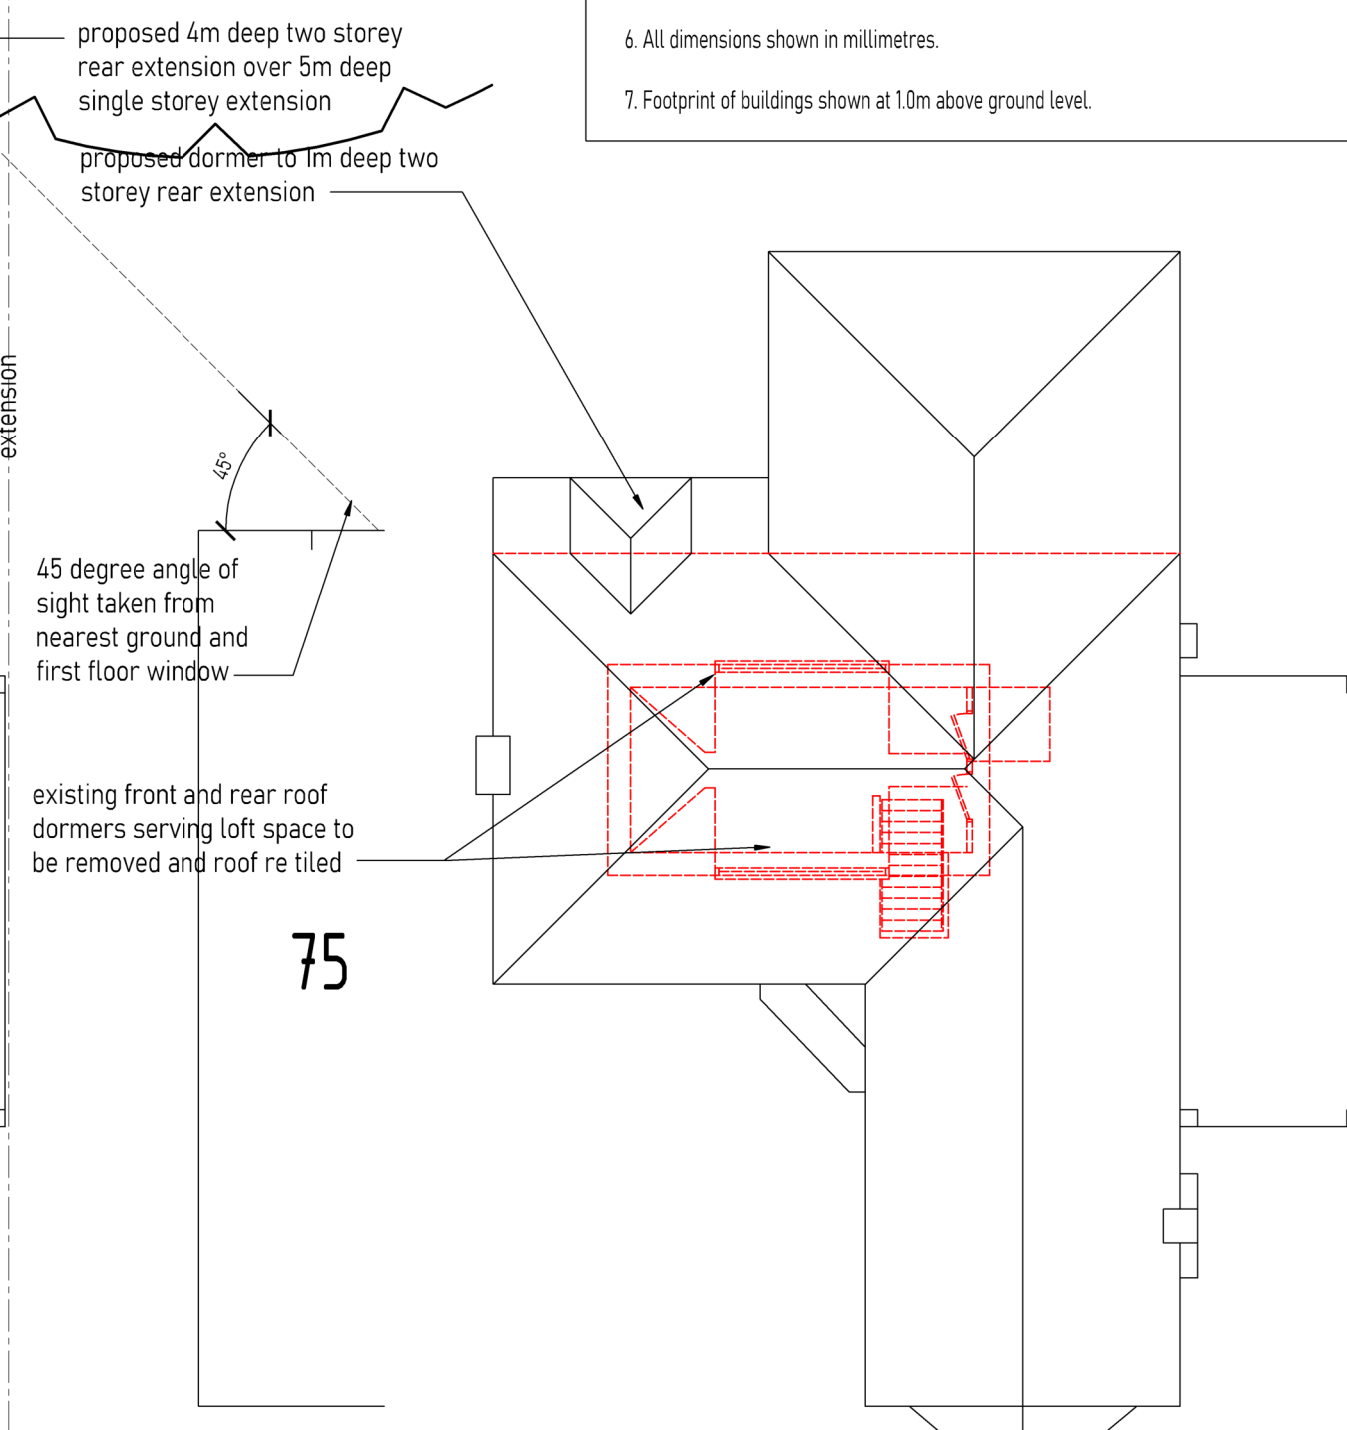 proposed 4m deep two storey
rear extension over 5m deep
single storey extension
proposed dormer to 1m deep two
storey rear extension
6. All dimensions shown in millimetres.
7. Footprint of buildings shown at 1.0m above ground level.
extension
45°
45 degree angle of
sight taken from
nearest ground and
first floor window
existing front and rear roof
dormers serving loft space to
be removed and roof re tiled
75